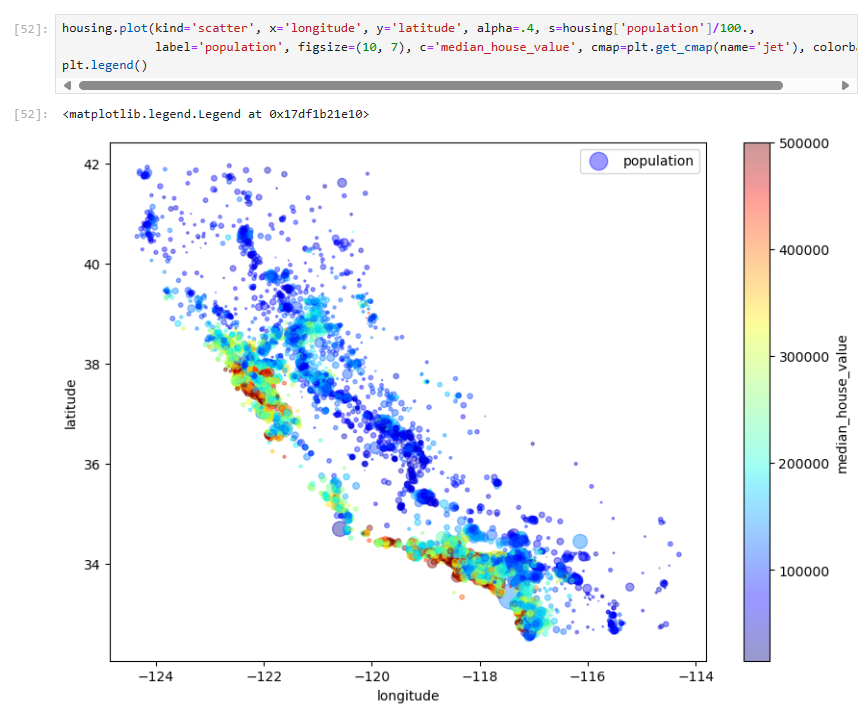 [52]: housing.plot(kind='scatter', x='longitude', y='latitude', alpha=.4, s=housing['population']/100.,
label='population', figsize=(10, 7), c='median_house_value', cmap=plt.get_cmap(name='jet'),
plt.legend()
[52]: <matplotlib.legend.Legend at 0x17df1b21e10>
population
42
40
38
36
34
latitude
−124 −122 −120 −118 −116 −114
longitude
500000
400000
300000
200000
100000
median_house_value